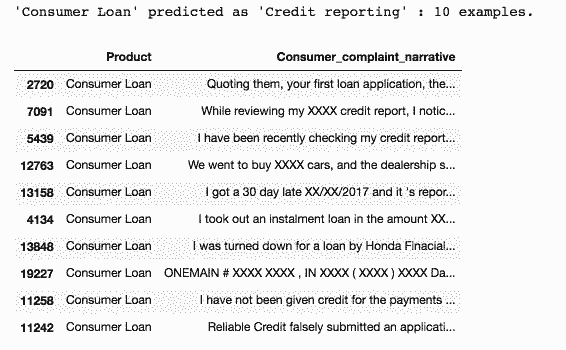 'Consumer Loan' predicted as 'Credit reporting' : 10 examples.
Product Consumer_complaint_narrative
2720 Consumer Loan Quoting them, your first loan application, the...
7091 Consumer Loan While reviewing my XXXX credit report, I notic...
5439 Consumer Loan I have been recently checking my credit report...
12763 Consumer Loan We went to buy XXXX cars, and the dealership s...
13158 Consumer Loan I got a 30 day late XX/XX/2017 and it 's repor...
4134 Consumer Loan I took out an instalment loan in the amount XX...
13848 Consumer Loan I was turned down for a loan by Honda Finacial...
19227 Consumer Loan ONEMAIN # XXXX XXXX , IN XXXX ( XXXX ) XXXX Da...
11258 Consumer Loan I have not been given credit for the payments ...
11242 Consumer Loan Reliable Credit falsely submitted an applicati...